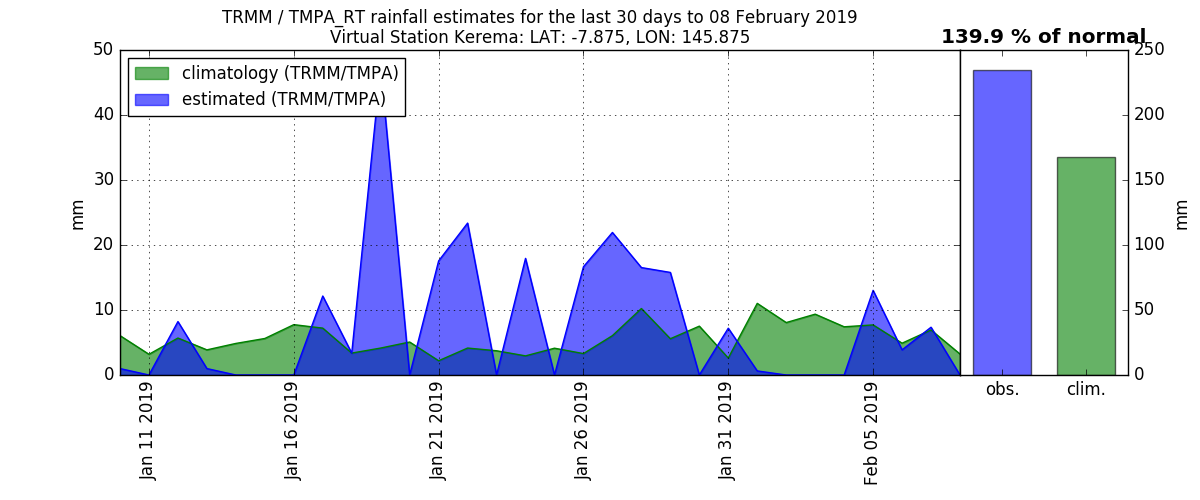 TRMM / TMPA_RT rainfall estimates for the last 30 days to 08 February 2019
Virtual Station Kerema: LAT: -7.875, LON: 145.875
139.9 % of normal
climatology (TRMM/TMPA)
estimated (TRMM/TMPA)
50
40
30
20
10
0
mm
250
200
150
100
50
0
mm
Jan 11 2019
Jan 16 2019
Jan 21 2019
Jan 26 2019
Jan 31 2019
Feb 05 2019
obs.
clim.